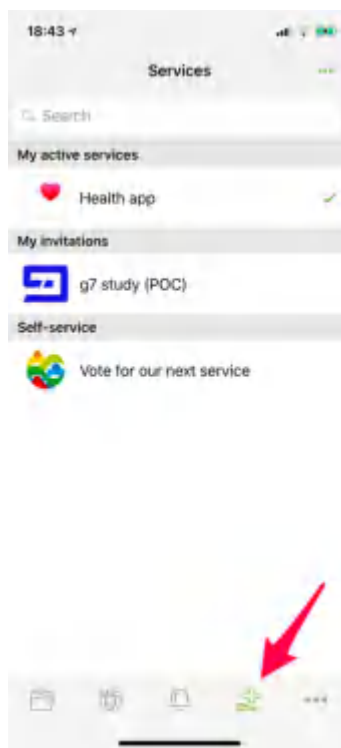 18:43
Services
Search
My active services
Health app
My invitations
g7 study (POC)
Self-service
Vote for our next service